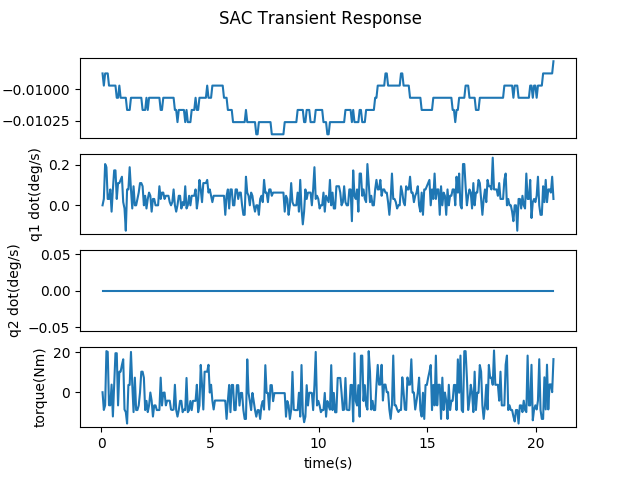 SAC Transient Response
−0.01000
−0.01025
0.2
0.0
q1 dot(deg/s)
0.05
0.00
−0.05
q2 dot(deg/s)
20
0
torque(Nm)
0 5 10 15 20
time(s)